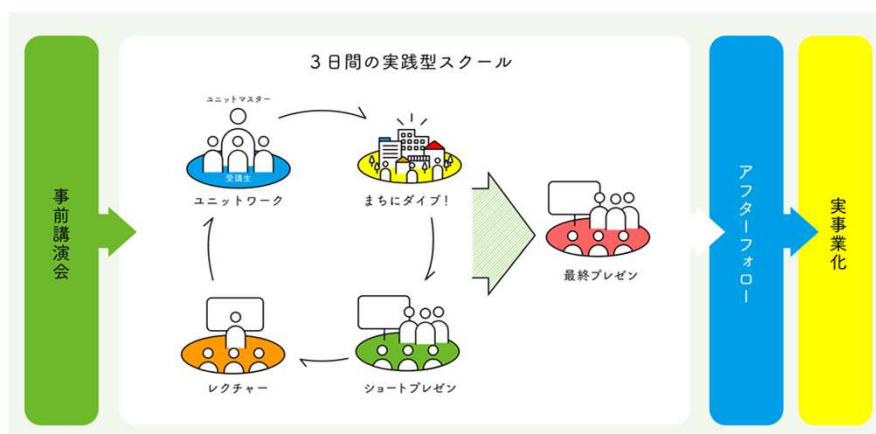 事前講演会
3日間の実践型スクール
ユニットマスター
受講生
ユニットワーク
まちにダイブ！
ショートプレゼン
レクチャー
最終プレゼン
アフターフォロー
実事業化